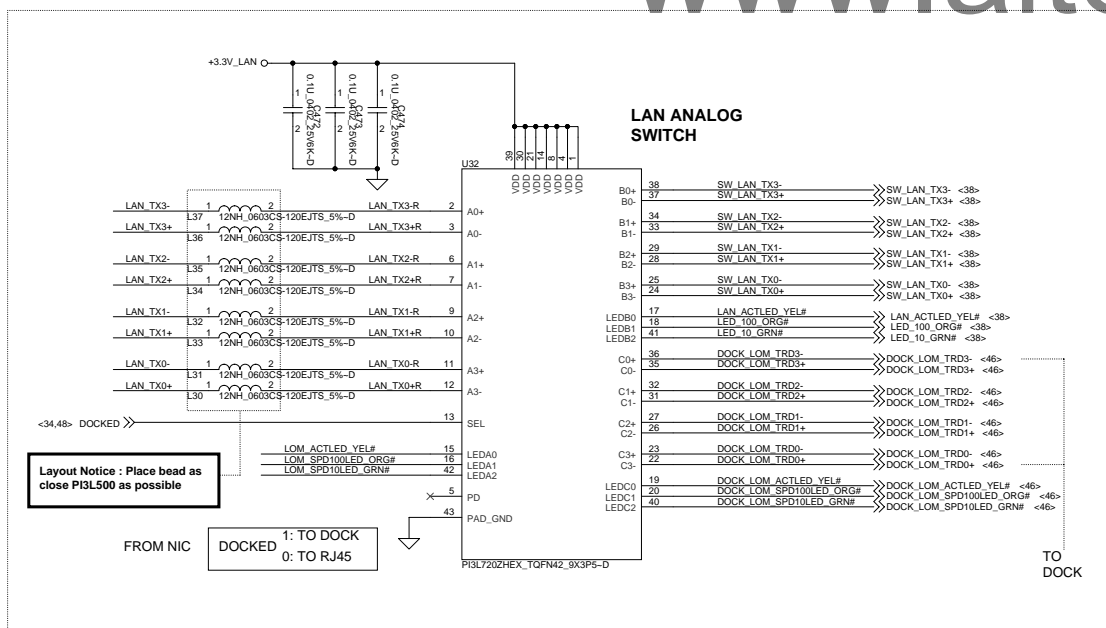 +3.3V_LAN
0.1U_0402_25V6K~D
C472
0.1U_0402_25V6K~D
C473
0.1U_0402_25V6K~D
C474
1
2
1
2
1
2
LAN ANALOG
SWITCH
U32
39
30
21
14
8
4
1
VDD
VDD
VDD
VDD
VDD
VDD
VDD
LAN_TX3- 1 2 LAN_TX3-R 2 A0+
L37 12NH_0603CS-120EJTS_5%~D
LAN_TX3+ 1 2 LAN_TX3+R 3 A0-
L36 12NH_0603CS-120EJTS_5%~D
LAN_TX2- 1 2 LAN_TX2-R 6 A1+
L35 12NH_0603CS-120EJTS_5%~D
LAN_TX2+ 1 2 LAN_TX2+R 7 A1-
L34 12NH_0603CS-120EJTS_5%~D
LAN_TX1- 1 2 LAN_TX1-R 9 A2+
L32 12NH_0603CS-120EJTS_5%~D
LAN_TX1+ 1 2 LAN_TX1+R 10 A2-
L33 12NH_0603CS-120EJTS_5%~D
LAN_TX0- 1 2 LAN_TX0-R 11 A3+
L31 12NH_0603CS-120EJTS_5%~D
LAN_TX0+ 1 2 LAN_TX0+R 12 A3-
L30 12NH_0603CS-120EJTS_5%~D
<34,48> DOCKED 13 SEL
LOM_ACTLED_YEL# 15 LEDA0
LOM_SPD100LED_ORG# 16 LEDA1
LOM_SPD10LED_GRN# 42 LEDA2
5 PD
43 PAD_GND
Layout Notice : Place bead as
close PI3L500 as possible
FROM NIC
DOCKED
1: TO DOCK
0: TO RJ45
PI3L720ZHEX_TQFN42_9X3P5~D
B0+ 38 SW_LAN_TX3- SW_LAN_TX3- <38>
B0- 37 SW_LAN_TX3+ SW_LAN_TX3+ <38>
B1+ 34 SW_LAN_TX2- SW_LAN_TX2- <38>
B1- 33 SW_LAN_TX2+ SW_LAN_TX2+ <38>
B2+ 29 SW_LAN_TX1- SW_LAN_TX1- <38>
B2- 28 SW_LAN_TX1+ SW_LAN_TX1+ <38>
B3+ 25 SW_LAN_TX0- SW_LAN_TX0- <38>
B3- 24 SW_LAN_TX0+ SW_LAN_TX0+ <38>
LEDB0 17 LAN_ACTLED_YEL# LAN_ACTLED_YEL# <38>
LEDB1 18 LED_100_ORG# LED_100_ORG# <38>
LEDB2 41 LED_10_GRN# LED_10_GRN# <38>
C0+ 36 DOCK_LOM_TRD3- DOCK_LOM_TRD3- <46>
C0- 35 DOCK_LOM_TRD3+ DOCK_LOM_TRD3+ <46>
C1+ 32 DOCK_LOM_TRD2- DOCK_LOM_TRD2- <46>
C1- 31 DOCK_LOM_TRD2+ DOCK_LOM_TRD2+ <46>
C2+ 27 DOCK_LOM_TRD1- DOCK_LOM_TRD1- <46>
C2- 26 DOCK_LOM_TRD1+ DOCK_LOM_TRD1+ <46>
C3+ 23 DOCK_LOM_TRD0- DOCK_LOM_TRD0- <46>
C3- 22 DOCK_LOM_TRD0+ DOCK_LOM_TRD0+ <46>
LEDC0 19 DOCK_LOM_ACTLED_YEL# DOCK_LOM_ACTLED_YEL# <46>
LEDC1 20 DOCK_LOM_SPD100LED_ORG# DOCK_LOM_SPD100LED_ORG# <46>
LEDC2 40 DOCK_LOM_SPD10LED_GRN# DOCK_LOM_SPD10LED_GRN# <46>
TO
DOCK